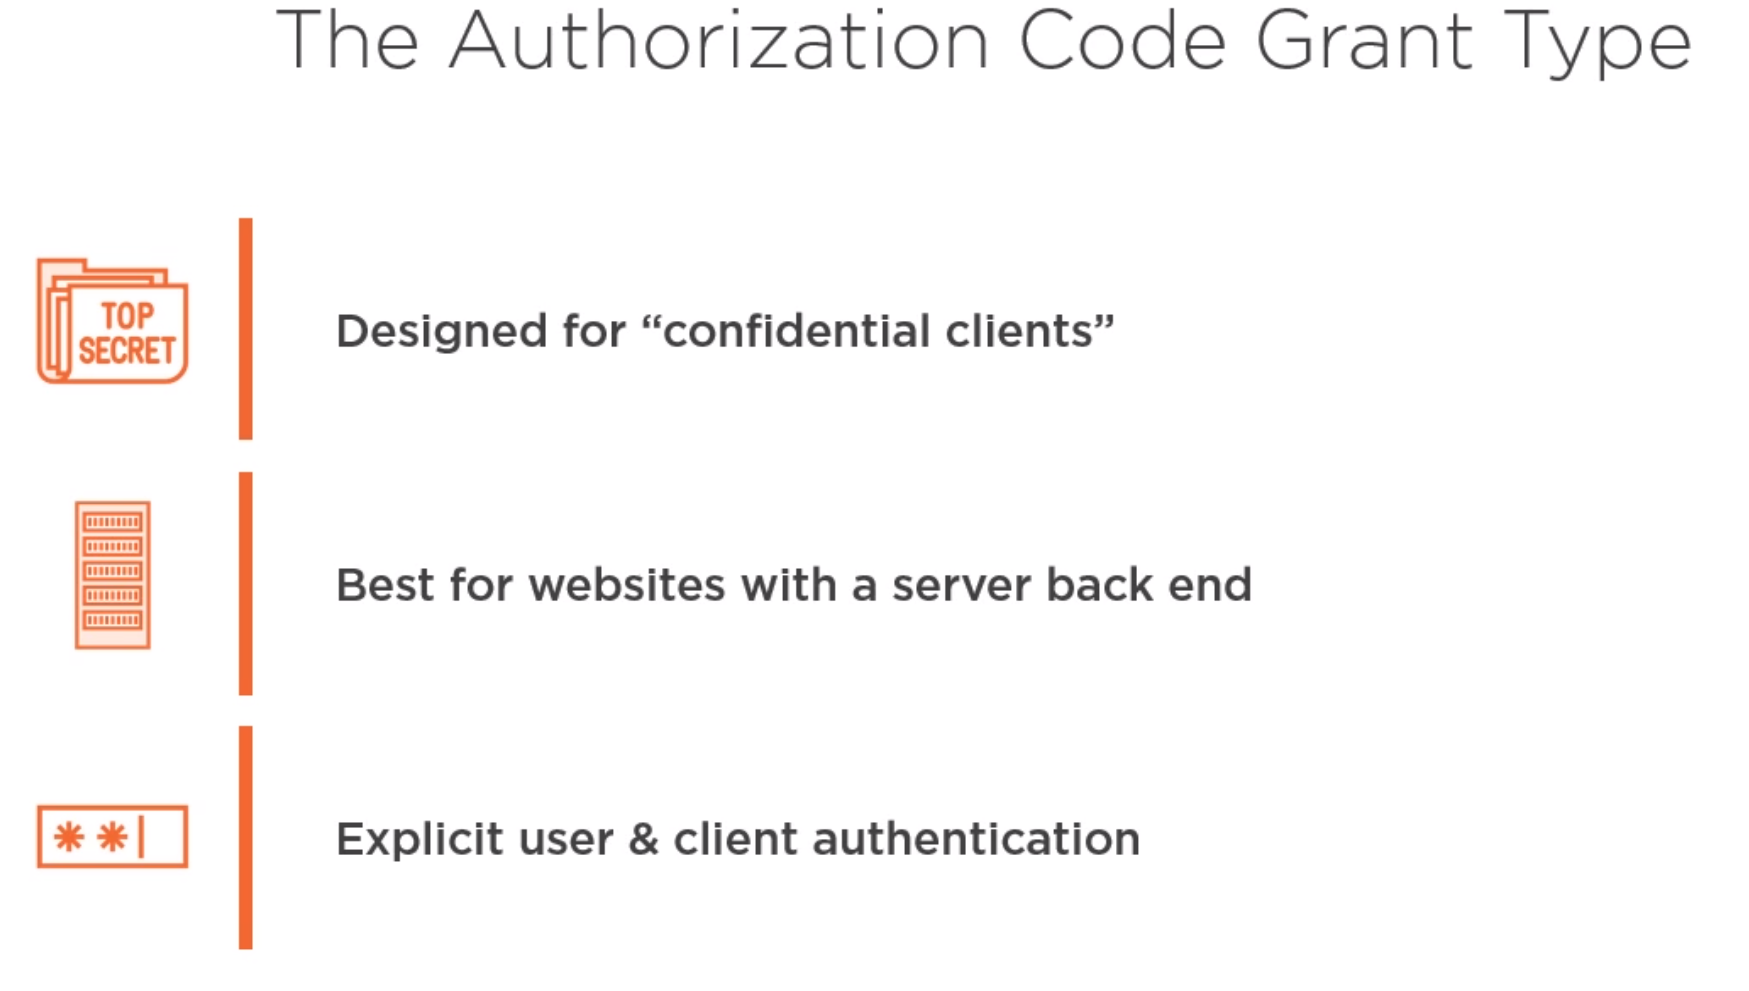 The Authorization Code Grant Type
TOP
SECRET
Designed for “confidential clients”
Best for websites with a server back end
Explicit user & client authentication